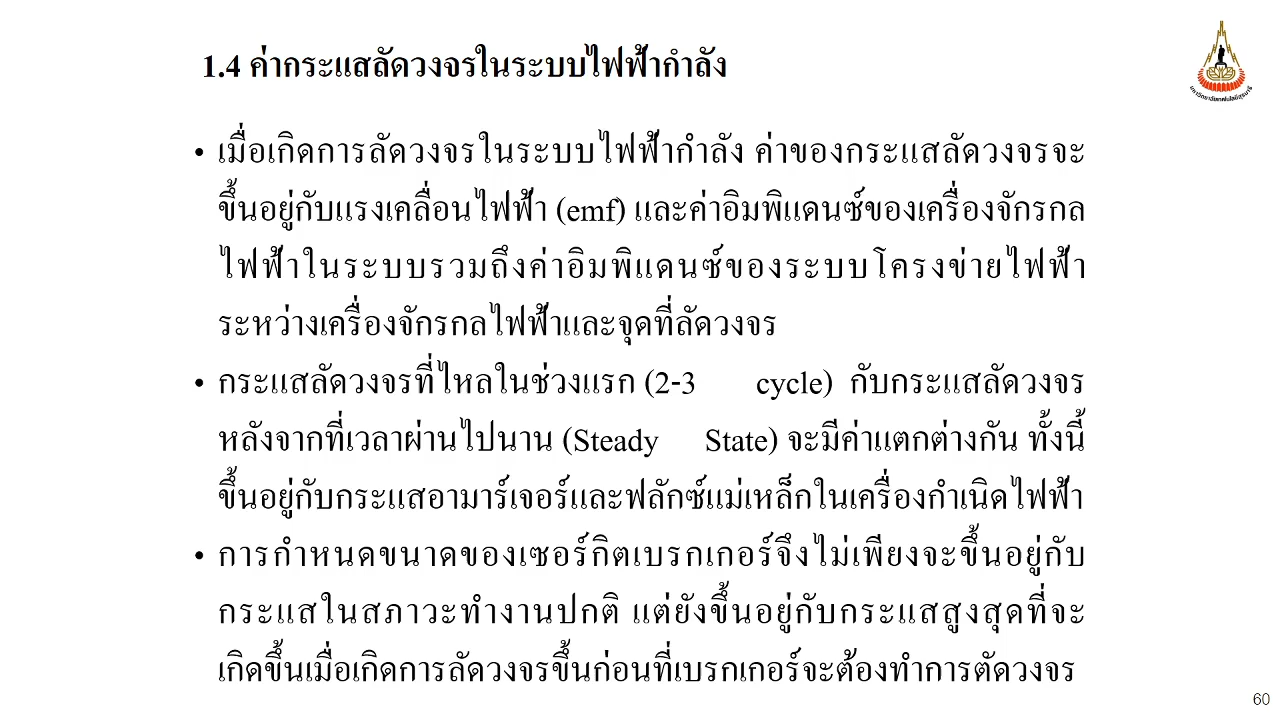 1.4 ค่ากระแสลัดวงจรในระบบไฟฟ้ากำลัง
มหาวิทยาลัยเทคโนโลยีสุรนารี
• เมื่อเกิดการลัดวงจรในระบบไฟฟ้ากำลัง ค่าของกระแสลัดวงจรจะ
ขึ้นอยู่กับแรงเคลื่อนไฟฟ้า (emf) และค่าอิมพิแดนซ์ของเครื่องจักรกล
ไฟฟ้าในระบบรวมถึงค่าอิมพิแดนซ์ของระบบโครงข่ายไฟฟ้า
ระหว่างเครื่องจักรกลไฟฟ้าและจุดที่ลัดวงจร
• กระแสลัดวงจรที่ไหลในช่วงแรก (2-3 cycle) กับกระแสลัดวงจร
หลังจากที่เวลาผ่านไปนาน (Steady State) จะมีค่าแตกต่างกัน ทั้งนี้
ขึ้นอยู่กับกระแสอามาร์เจอร์และฟลักซ์แม่เหล็กในเครื่องกำเนิดไฟฟ้า
• การกำหนดขนาดของเซอร์กิตเบรกเกอร์จึงไม่เพียงจะขึ้นอยู่กับ
กระแสในสภาวะทำงานปกติ แต่ยังขึ้นอยู่กับกระแสสูงสุดที่จะ
เกิดขึ้นเมื่อเกิดการลัดวงจรขึ้นก่อนที่เบรกเกอร์จะต้องทำการตัดวงจร
60